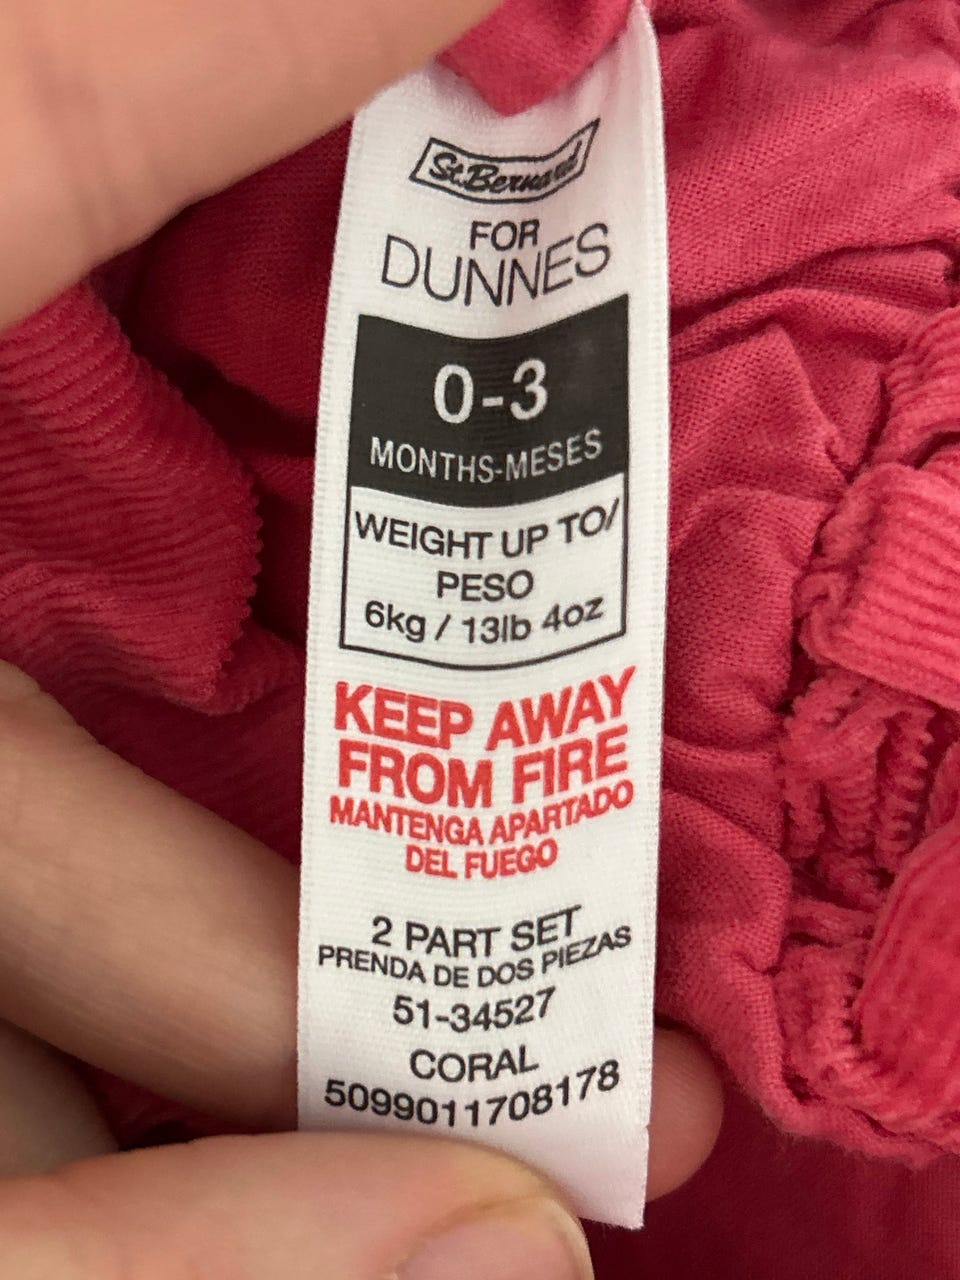 St.Bernard
FOR
DUNNES
0-3
MONTHS-MESES
WEIGHT UP TO/
PESO
6kg / 13lb 4oz
KEEP AWAY
FROM FIRE
MANTENGA APARTADO
DEL FUEGO
2 PART SET
PRENDA DE DOS PIEZAS
51-34527
CORAL
5099011708178